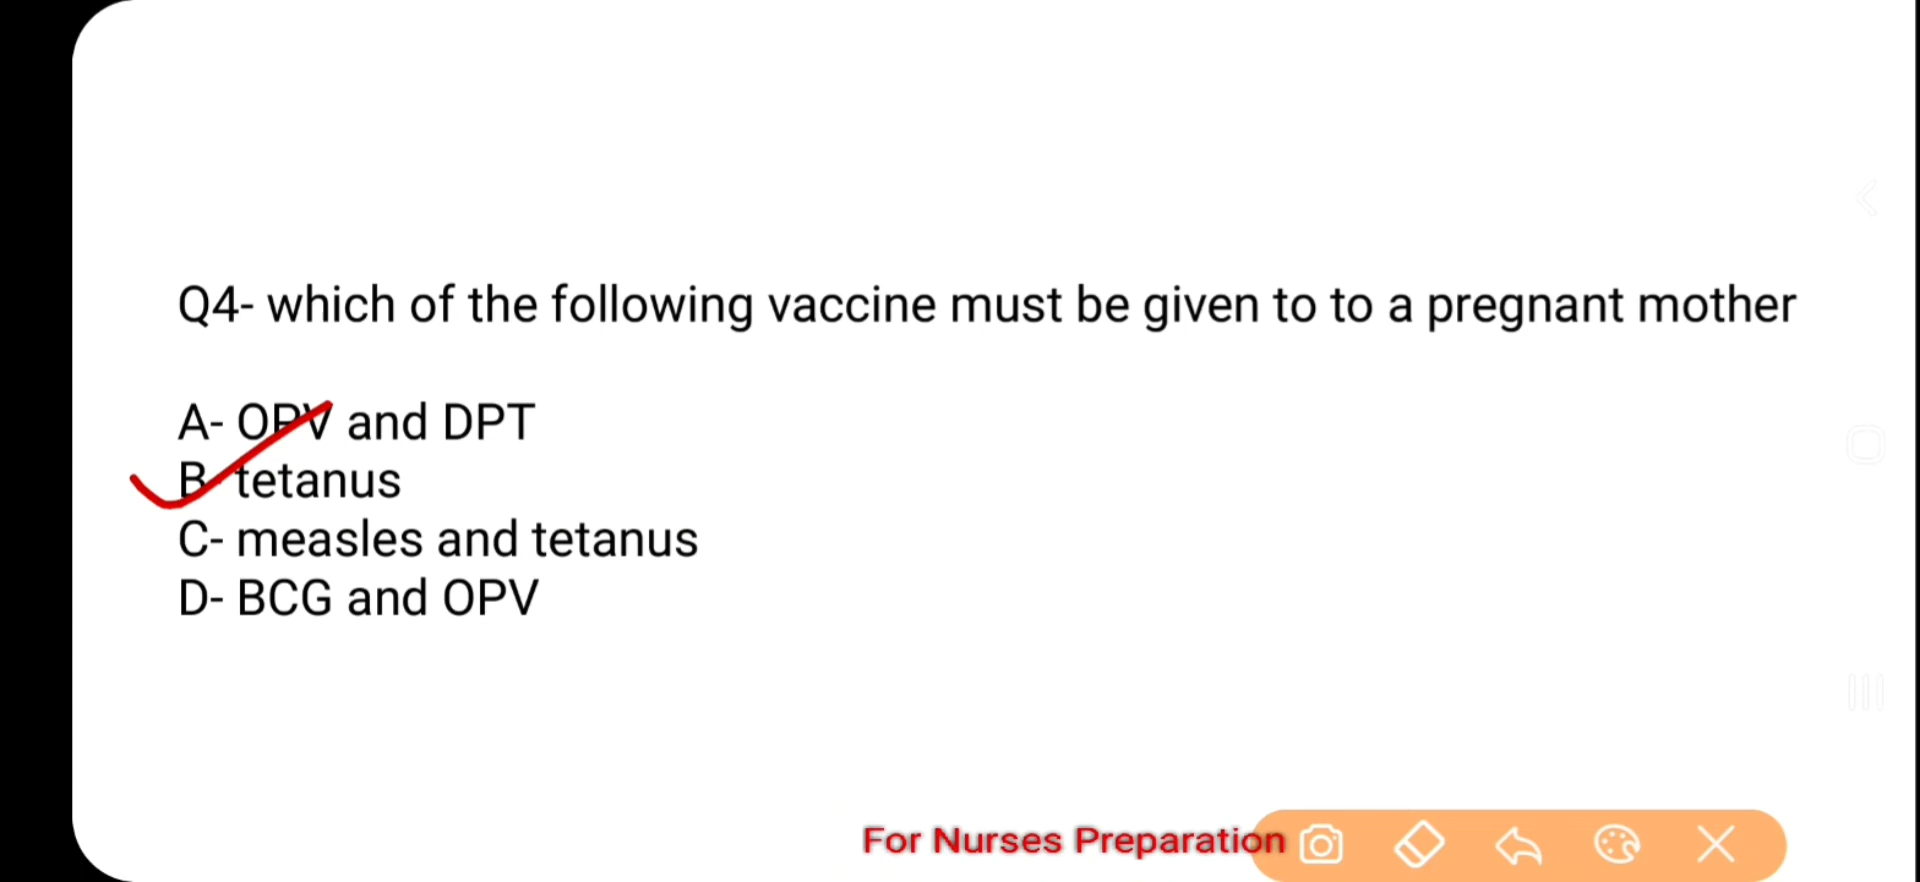 Q4- which of the following vaccine must be given to to a pregnant mother
A- OPV and DPT
B- tetanus
C- measles and tetanus
D- BCG and OPV
For Nurses Preparation